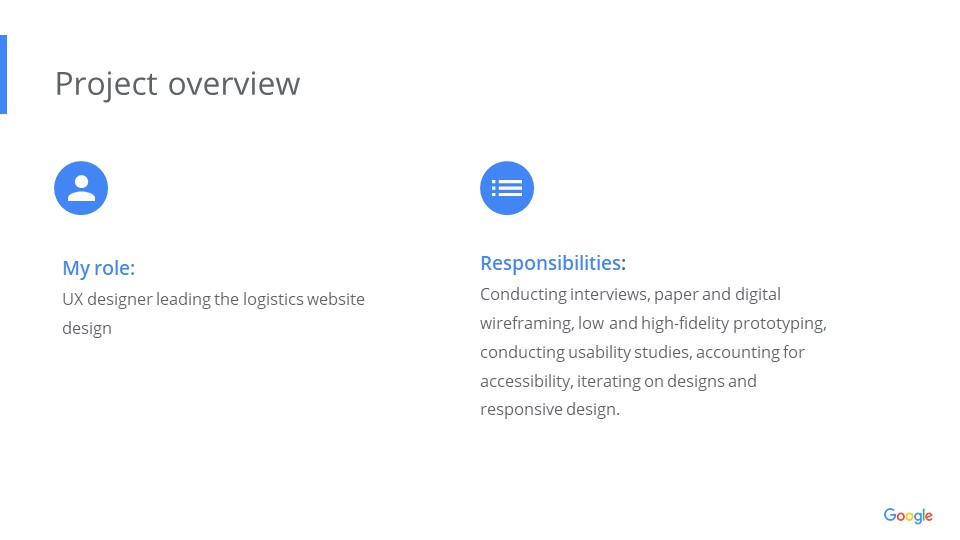 Project overview
My role:
UX designer leading the logistics website
design
Responsibilities:
Conducting interviews, paper and digital
wireframing, low and high-fidelity prototyping,
conducting usability studies, accounting for
accessibility, iterating on designs and
responsive design.
Google